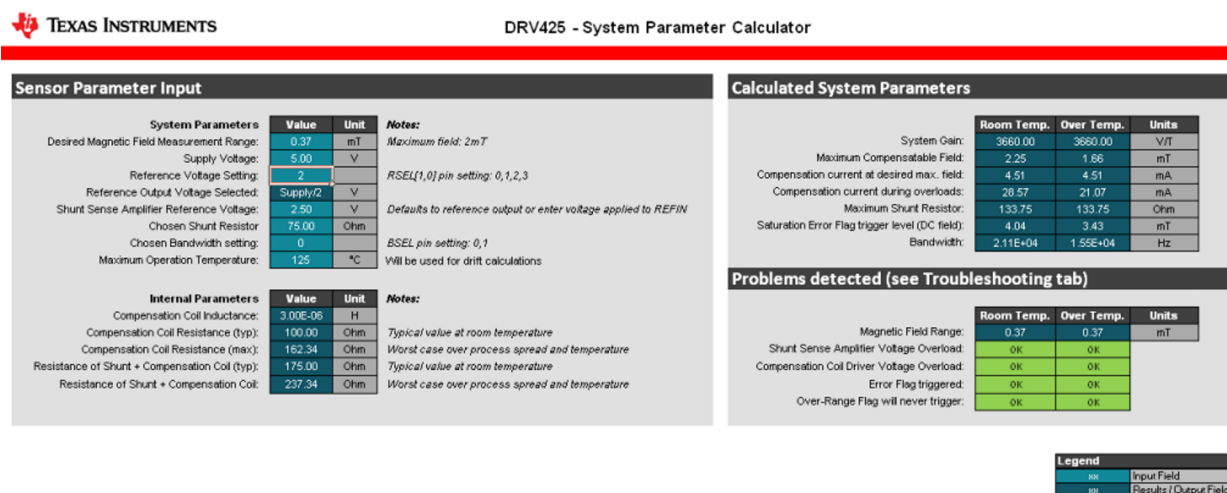 TEXAS INSTRUMENTS
DRV425 - System Parameter Calculator
Sensor Parameter Input
System Parameters Value Unit Notes:
Desired Magnetic Field Measurement Range: 0.37 mT Maximum field: 2mT
Supply Voltage: 5.00 V
Reference Voltage Setting: 2 RSEL[1,0] pin setting: 0,1,2,3
Reference Output Voltage Selected: Supply/2 V
Shunt Sense Amplifier Reference Voltage: 2.50 V Defaults to reference output or enter voltage applied to REFIN
Chosen Shunt Resistor 75.00 Ohm
Chosen Bandwidth setting: 0 BSEL pin setting: 0,1
Maximum Operation Temperature: 125 °C Will be used for drift calculations
Internal Parameters Value Unit Notes:
Compensation Coil Inductance: 3.00E-06 H
Compensation Coil Resistance (typ): 100.00 Ohm Typical value at room temperature
Compensation Coil Resistance (max): 162.34 Ohm Worst case over process spread and temperature
Resistance of Shunt + Compensation Coil (typ): 175.00 Ohm Typical value at room temperature
Resistance of Shunt + Compensation Coil: 237.34 Ohm Worst case over process spread and temperature
Calculated System Parameters
Room Temp. Over Temp. Units
System Gain: 3660.00 3660.00 V/T
Maximum Compensatable Field: 2.25 1.66 mT
Compensation current at desired max. field: 4.51 4.51 mA
Compensation current during overloads: 28.57 21.07 mA
Maximum Shunt Resistor: 133.75 133.75 Ohm
Saturation Error Flag trigger level (DC field): 4.04 3.43 mT
Bandwidth: 2.11E+04 1.55E+04 Hz
Problems detected (see Troubleshooting tab)
Room Temp. Over Temp. Units
Magnetic Field Range: 0.37 0.37 mT
Shunt Sense Amplifier Voltage Overload: OK OK
Compensation Coil Driver Voltage Overload: OK OK
Error Flag triggered: OK OK
Over-Range Flag will never trigger: OK OK
Legend
xx Input Field
xx Results / Output Field